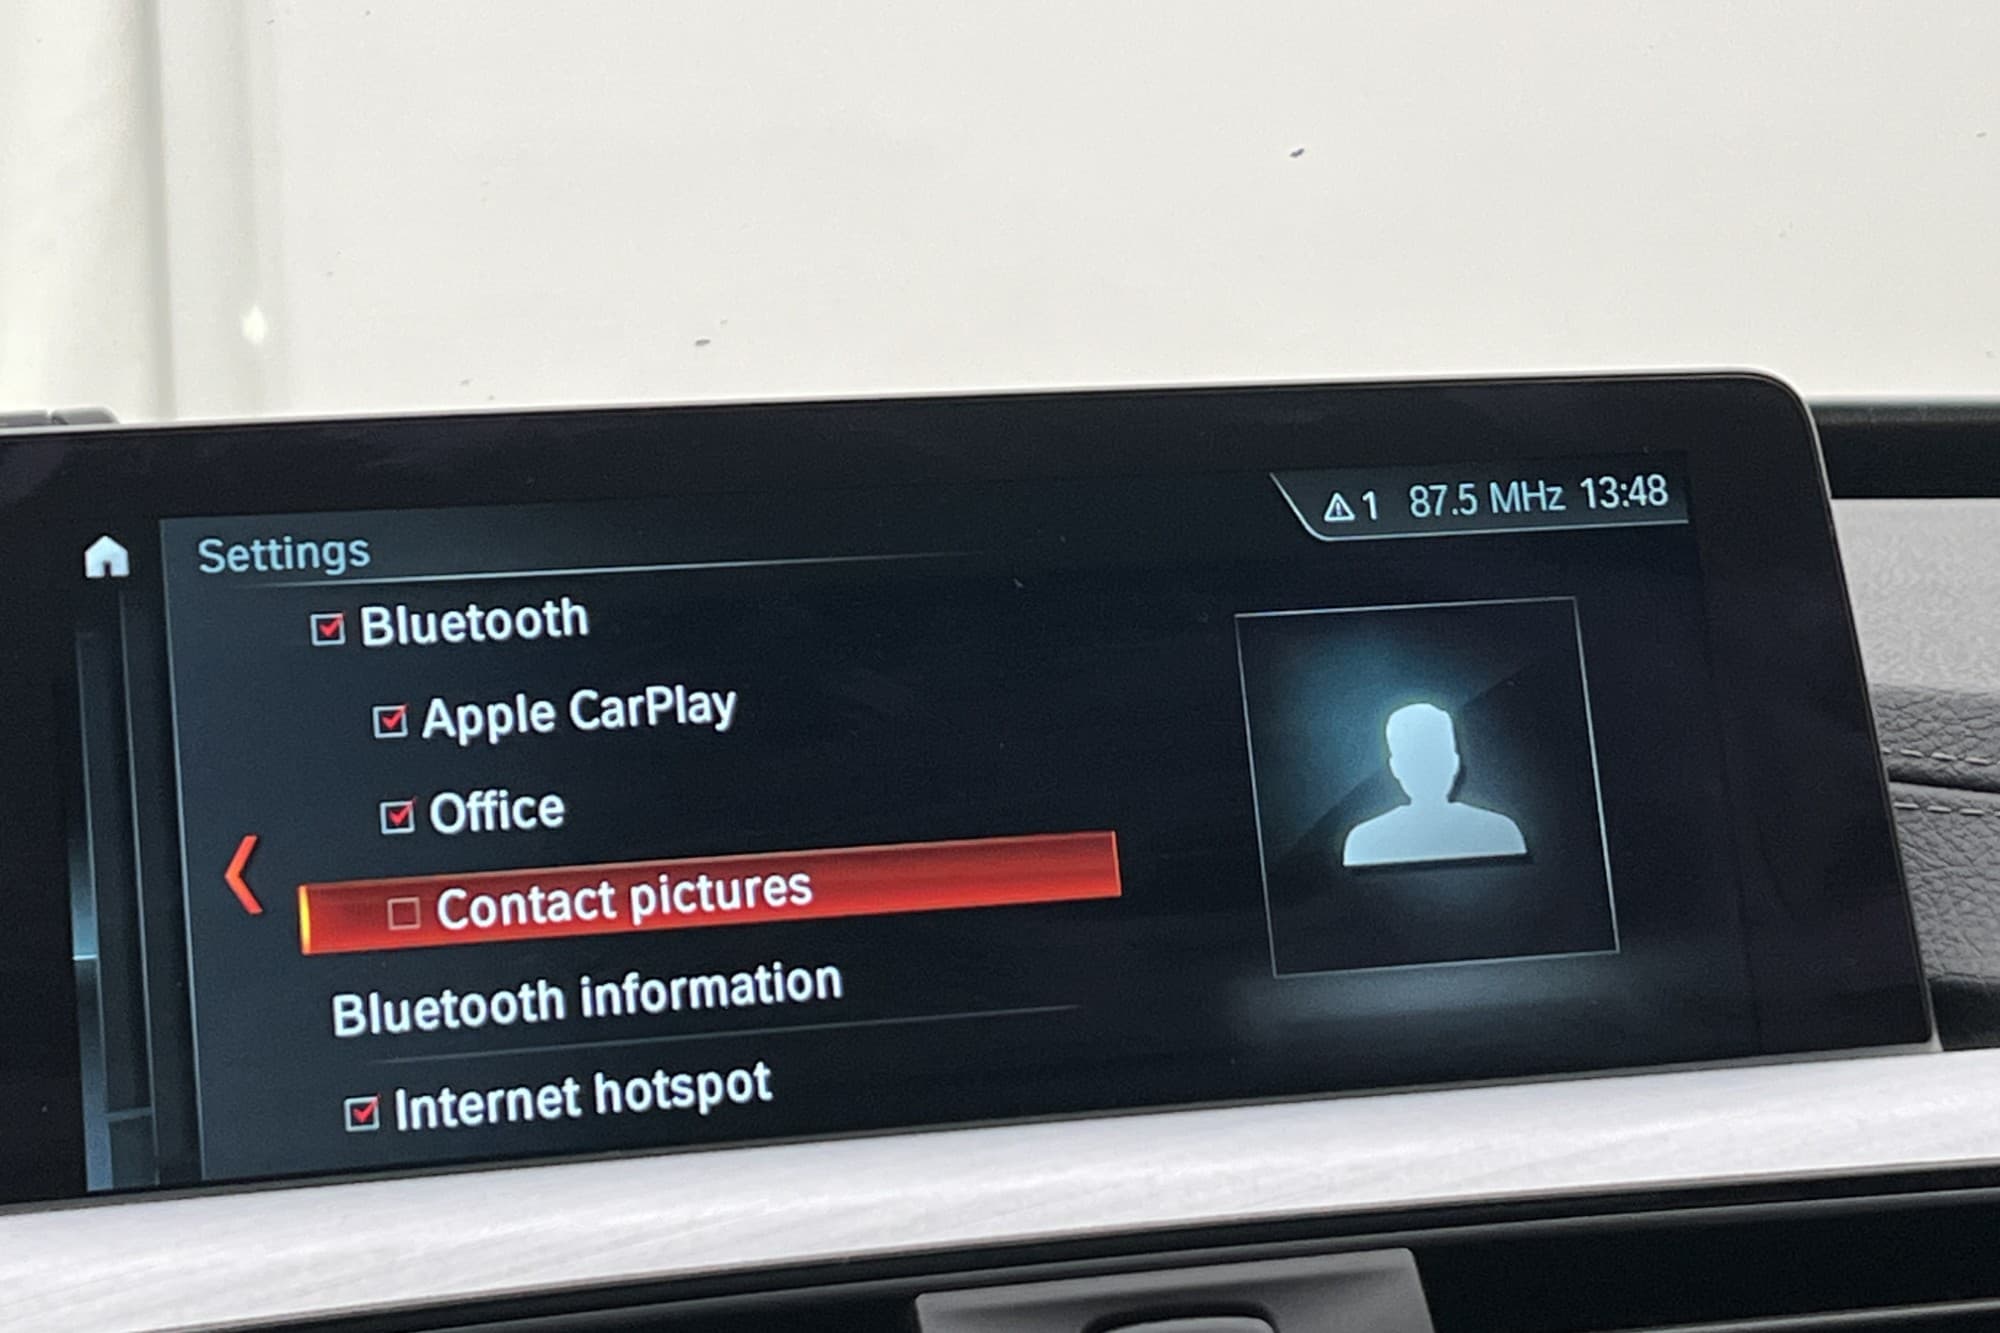 1 87.5 MHz 13:48
Settings
Bluetooth
Apple CarPlay
Office
Contact pictures
Bluetooth information
Internet hotspot